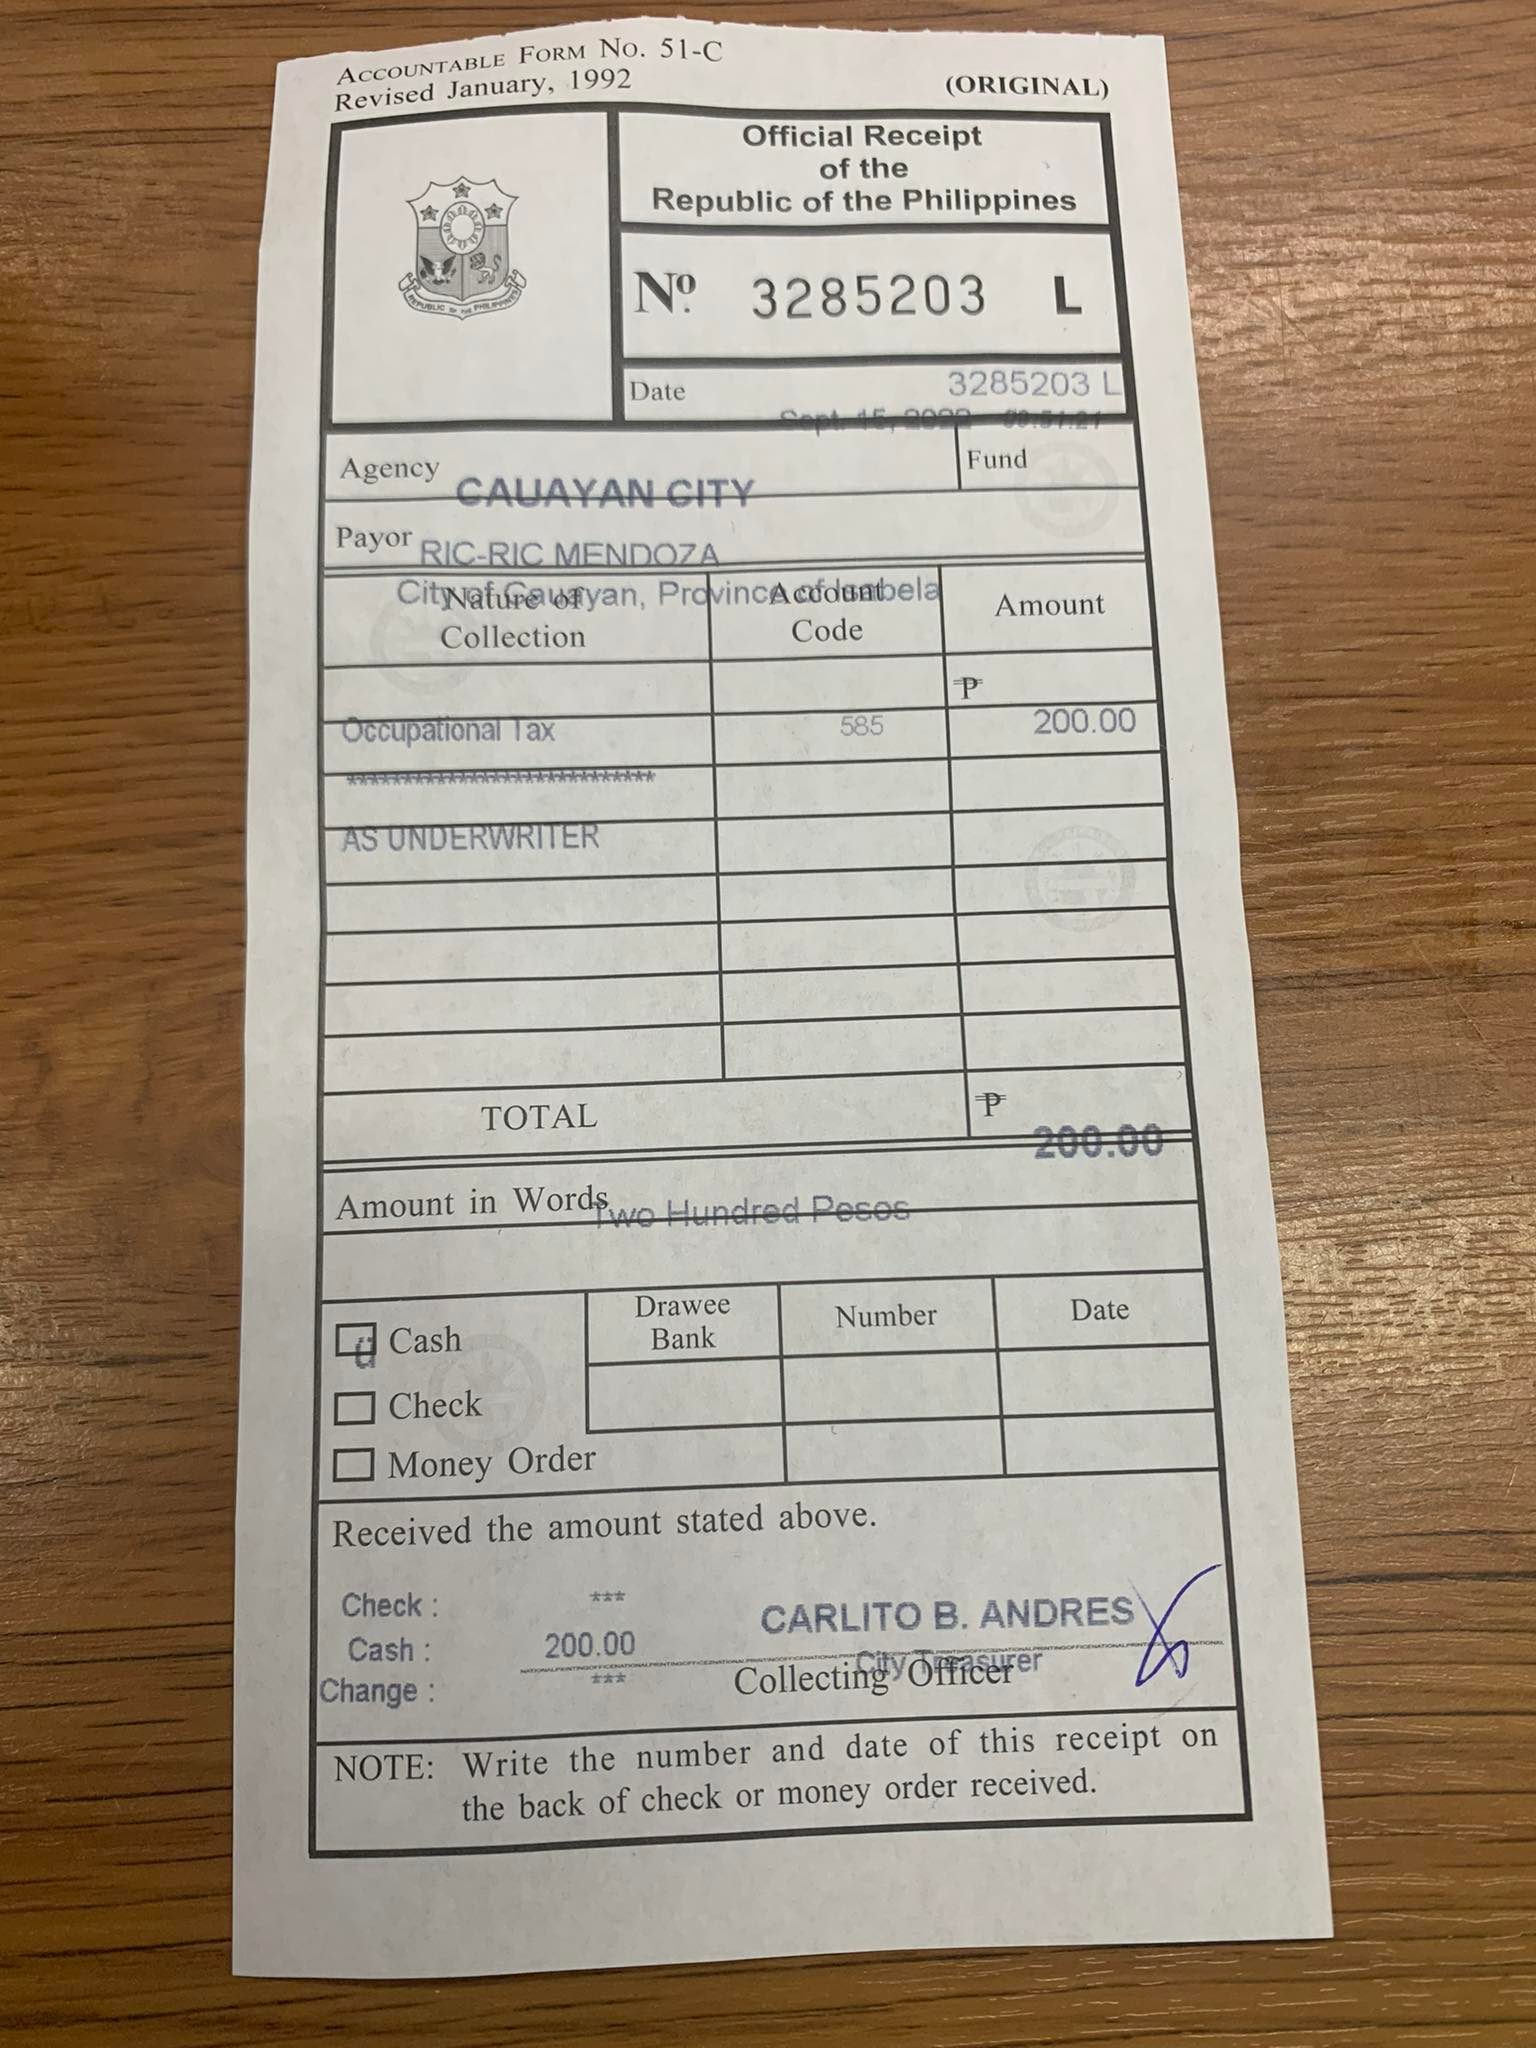 ACCOUNTABLE FORM NO. 51-C
Revised January, 1992
(ORIGINAL)
Official Receipt
of the
Republic of the Philippines
REPUBLIC OF THE PHILIPPINES
Nº. 3285203 L
Date 3285203 L
Sept. 15, 2022 09:51:21
Agency CAUAYAN CITY
Fund
Payor RIC-RIC MENDOZA
City of Cauayan, Province of Isabela
Nature of Collection
Account Code
Amount
₱
Occupational Tax 585 200.00
***************************
AS UNDERWRITER
TOTAL ₱ 200.00
Amount in Words Two Hundred Pesos
ü Cash
Check
Money Order
Drawee Bank
Number
Date
Received the amount stated above.
Check : ***
Cash : 200.00
Change : ***
CARLITO B. ANDRES
City Treasurer
Collecting Officer
NOTE: Write the number and date of this receipt on
the back of check or money order received.